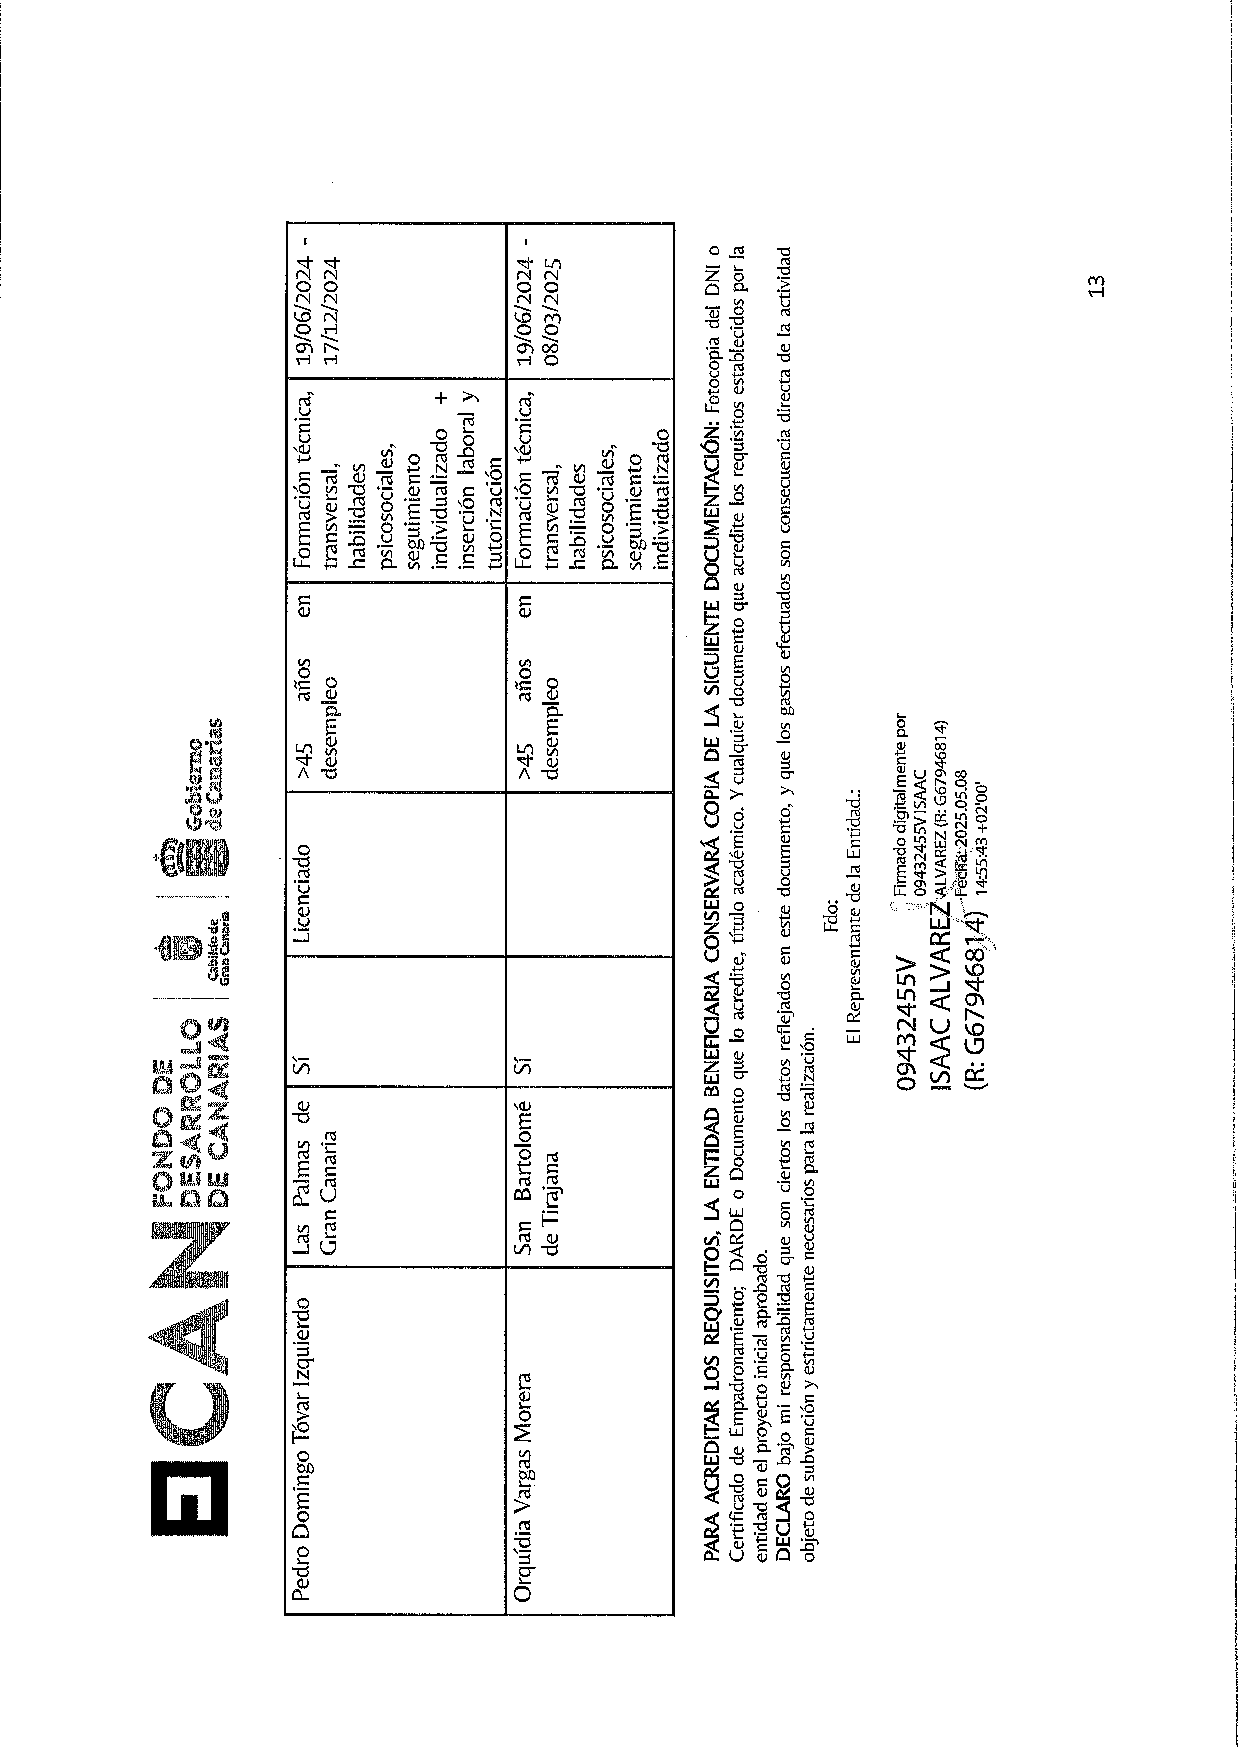 FCAN FONDO DE
DESARROLLO
DE CANARIAS
Cabildo de
Gran Canaria
Gobierno
de Canarias
Pedro Domingo Tóvar Izquierdo
Las Palmas de
Gran Canaria
Sí
Licenciado
>45 años en
desempleo
Formación técnica,
transversal,
habilidades
psicosociales,
seguimiento
individualizado +
inserción laboral y
tutorización
19/06/2024 -
17/12/2024
Orquídia Vargas Morera
San Bartolomé
de Tirajana
Sí
>45 años en
desempleo
Formación técnica,
transversal,
habilidades
psicosociales,
seguimiento
individualizado
19/06/2024 -
08/03/2025
PARA ACREDITAR LOS REQUISITOS, LA ENTIDAD BENEFICIARIA CONSERVARÁ COPIA DE LA SIGUIENTE DOCUMENTACIÓN: Fotocopia del DNI o
Certificado de Empadronamiento; DARDE o Documento que lo acredite, título académico. Y cualquier documento que acredite los requisitos establecidos por la
entidad en el proyecto inicial aprobado.
DECLARO bajo mi responsabilidad que son ciertos los datos reflejados en este documento, y que los gastos efectuados son consecuencia directa de la actividad
objeto de subvención y estrictamente necesarios para la realización.
Fdo:
El Representante de la Entidad.:
09432455V
ISAAC ALVAREZ
(R: G67946814)
Firmado digitalmente por
09432455V ISAAC
ALVAREZ (R: G67946814)
Fecha: 2025.05.08
14:55:43 +02'00'
13